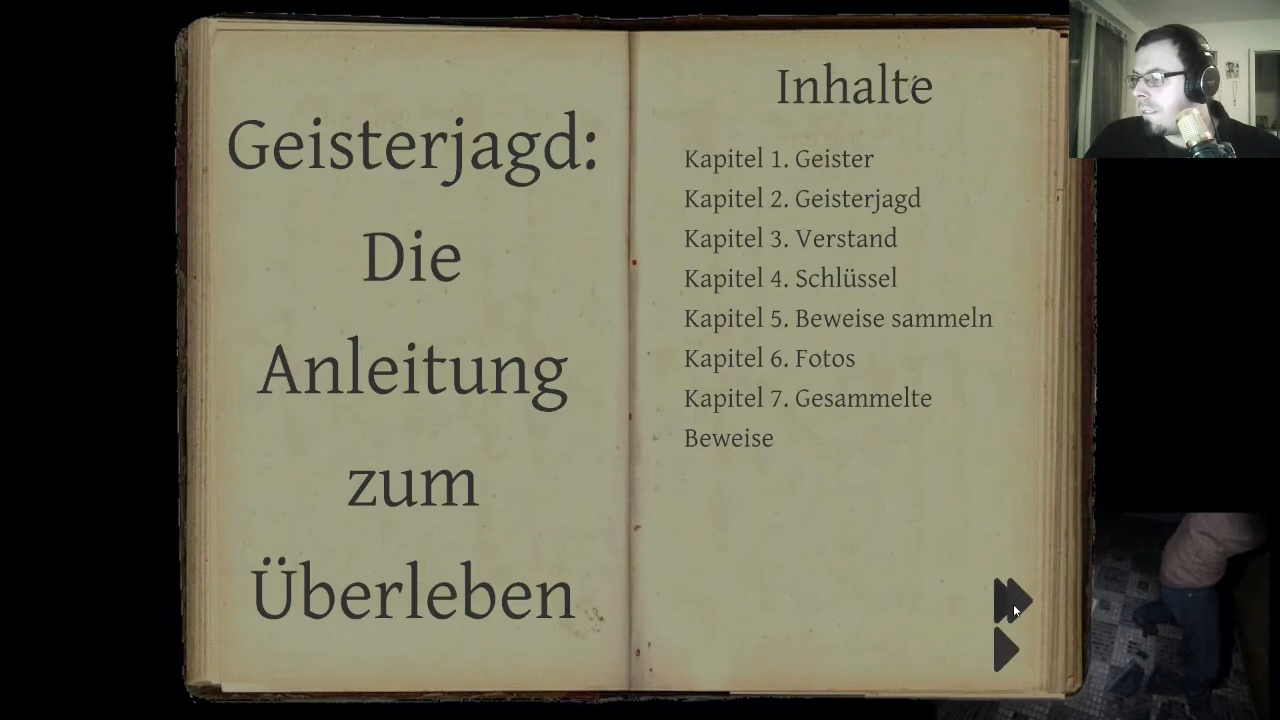 Geisterjagd:
Die
Anleitung
zum
Überleben
Inhalte
Kapitel 1. Geister
Kapitel 2. Geisterjagd
Kapitel 3. Verstand
Kapitel 4. Schlüssel
Kapitel 5. Beweise sammeln
Kapitel 6. Fotos
Kapitel 7. Gesammelte
Beweise